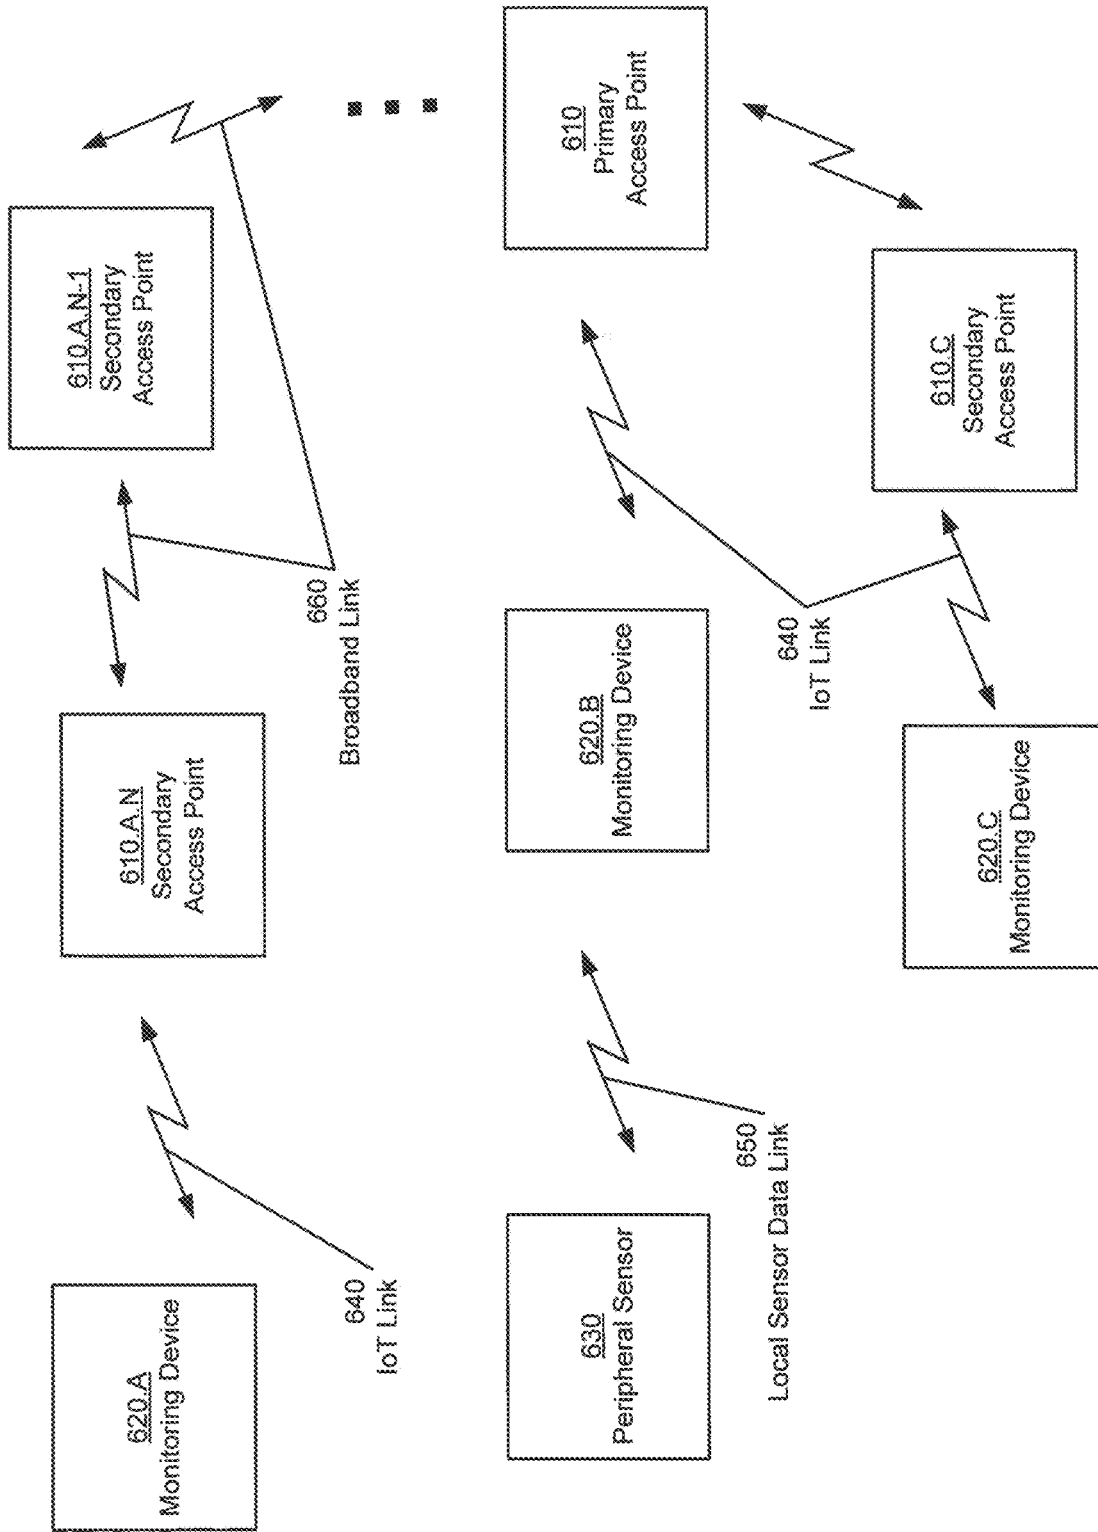 620.A
Monitoring Device
640
IoT Link
610.A.N
Secondary
Access Point
660
Broadband Link
610.A.N-1
Secondary
Access Point
630
Peripheral Sensor
650
Local Sensor Data Link
620.B
Monitoring Device
640
IoT Link
610
Primary
Access Point
620.C
Monitoring Device
610.C
Secondary
Access Point